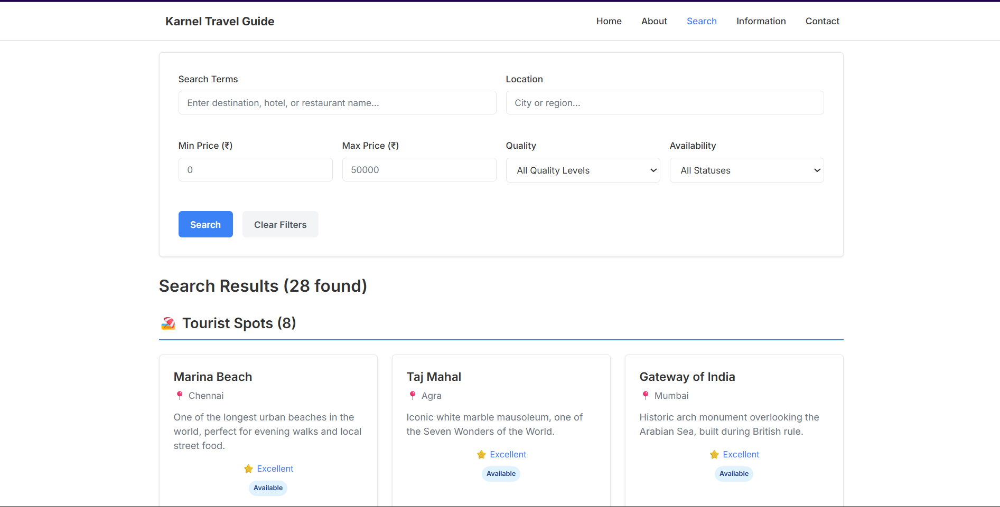 Karnel Travel Guide
Home
About
Search
Information
Contact
Search Terms
Enter destination, hotel, or restaurant name...
Location
City or region...
Min Price (₹)
0
Max Price (₹)
50000
Quality
All Quality Levels
Availability
All Statuses
Search
Clear Filters
Search Results (28 found)
Tourist Spots (8)
Marina Beach
Chennai
One of the longest urban beaches in the
world, perfect for evening walks and local
street food.
Excellent
Available
Taj Mahal
Agra
Iconic white marble mausoleum, one of
the Seven Wonders of the World.
Excellent
Available
Gateway of India
Mumbai
Historic arch monument overlooking the
Arabian Sea, built during British rule.
Excellent
Available